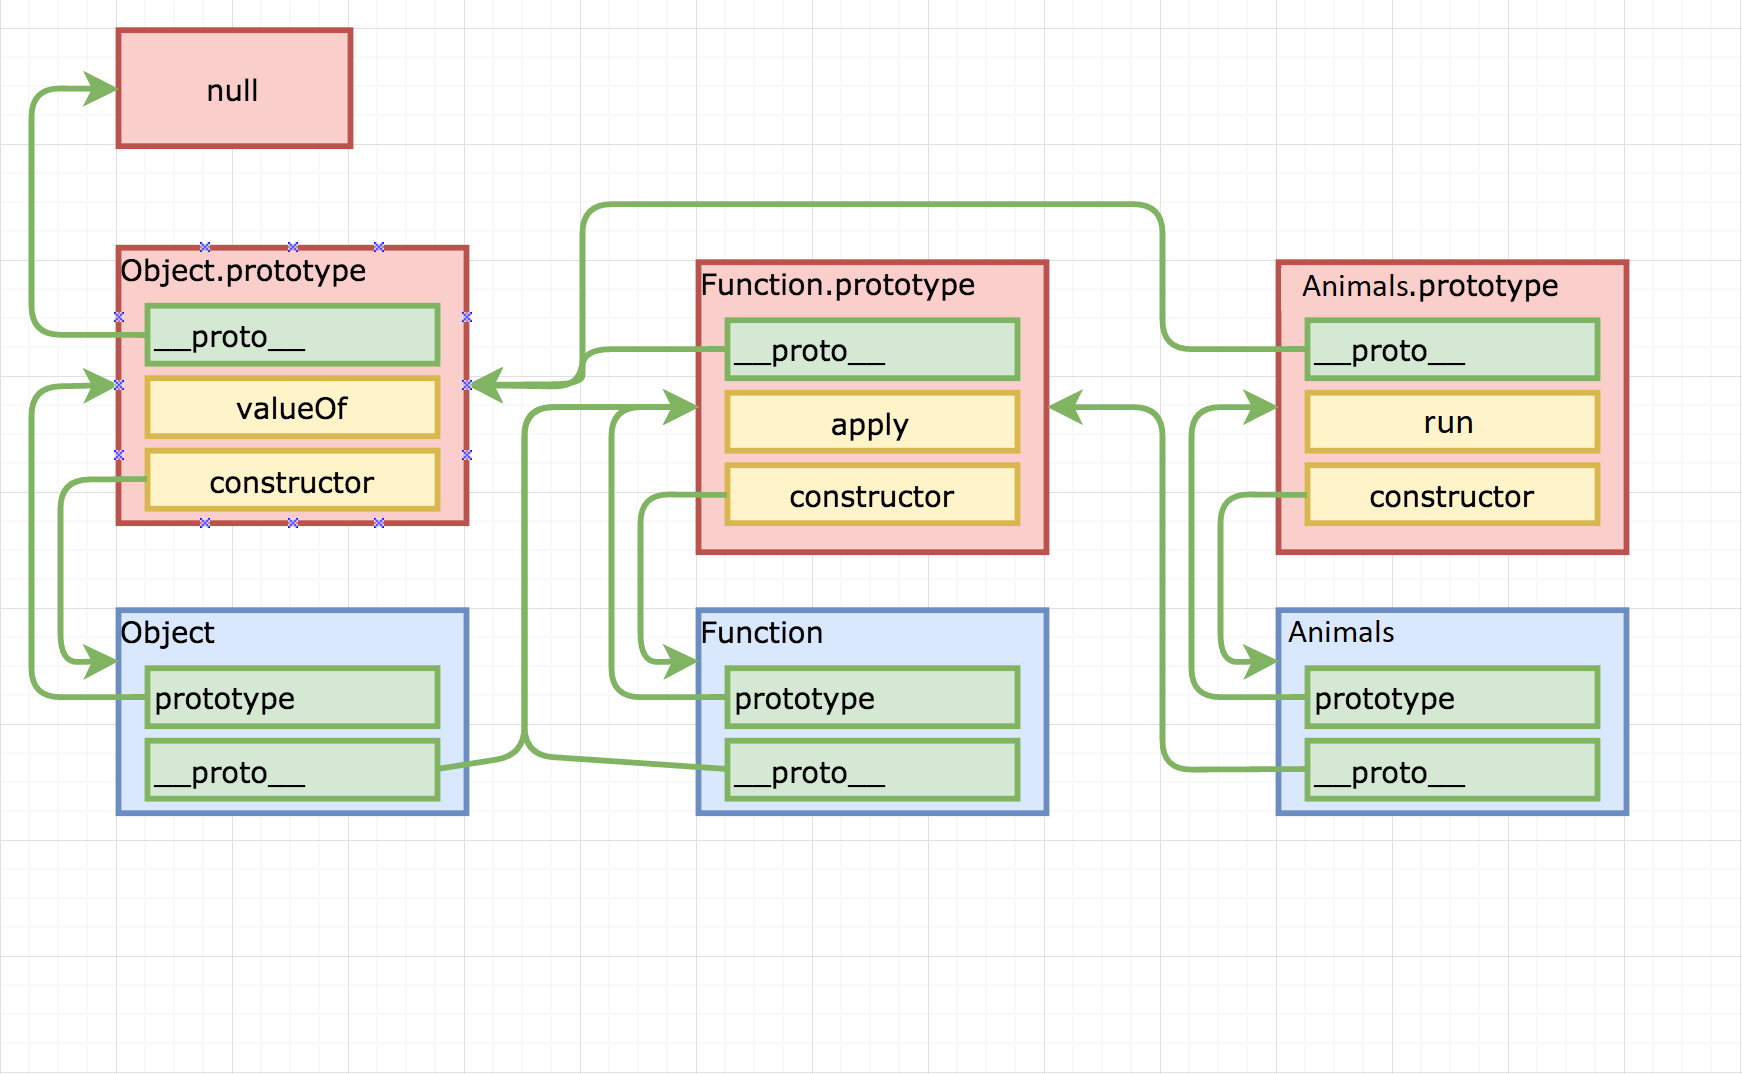 null
Object.prototype
__proto__
valueOf
constructor
Function.prototype
__proto__
apply
constructor
Animals.prototype
__proto__
run
constructor
Object
prototype
__proto__
Function
prototype
__proto__
Animals
prototype
__proto__